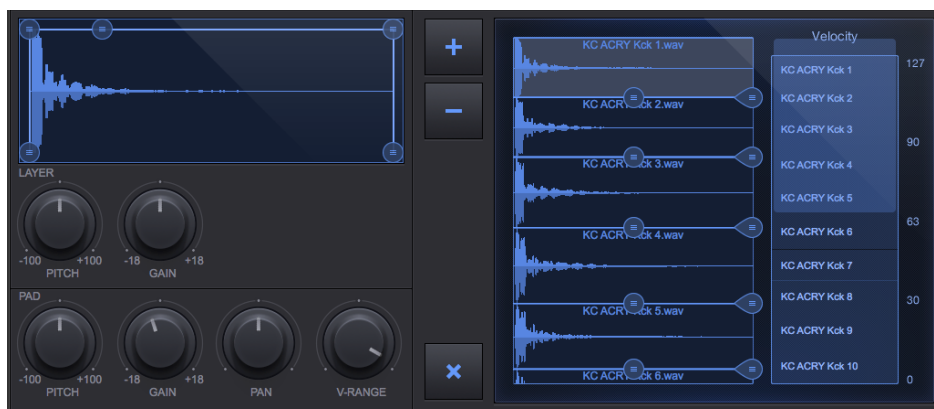 LAYER
-100 +100
PITCH
-18 +18
GAIN
PAD
-100 +100
PITCH
-18 +18
GAIN
PAN
V-RANGE
+
−
×
KC ACRY Kck 1.wav
KC ACRY Kck 2.wav
KC ACRY Kck 3.wav
KC ACRY Kck 4.wav
KC ACRY Kck 5.wav
KC ACRY Kck 6.wav
Velocity
KC ACRY Kck 1
KC ACRY Kck 2
KC ACRY Kck 3
KC ACRY Kck 4
KC ACRY Kck 5
KC ACRY Kck 6
KC ACRY Kck 7
KC ACRY Kck 8
KC ACRY Kck 9
KC ACRY Kck 10
127
90
63
30
0